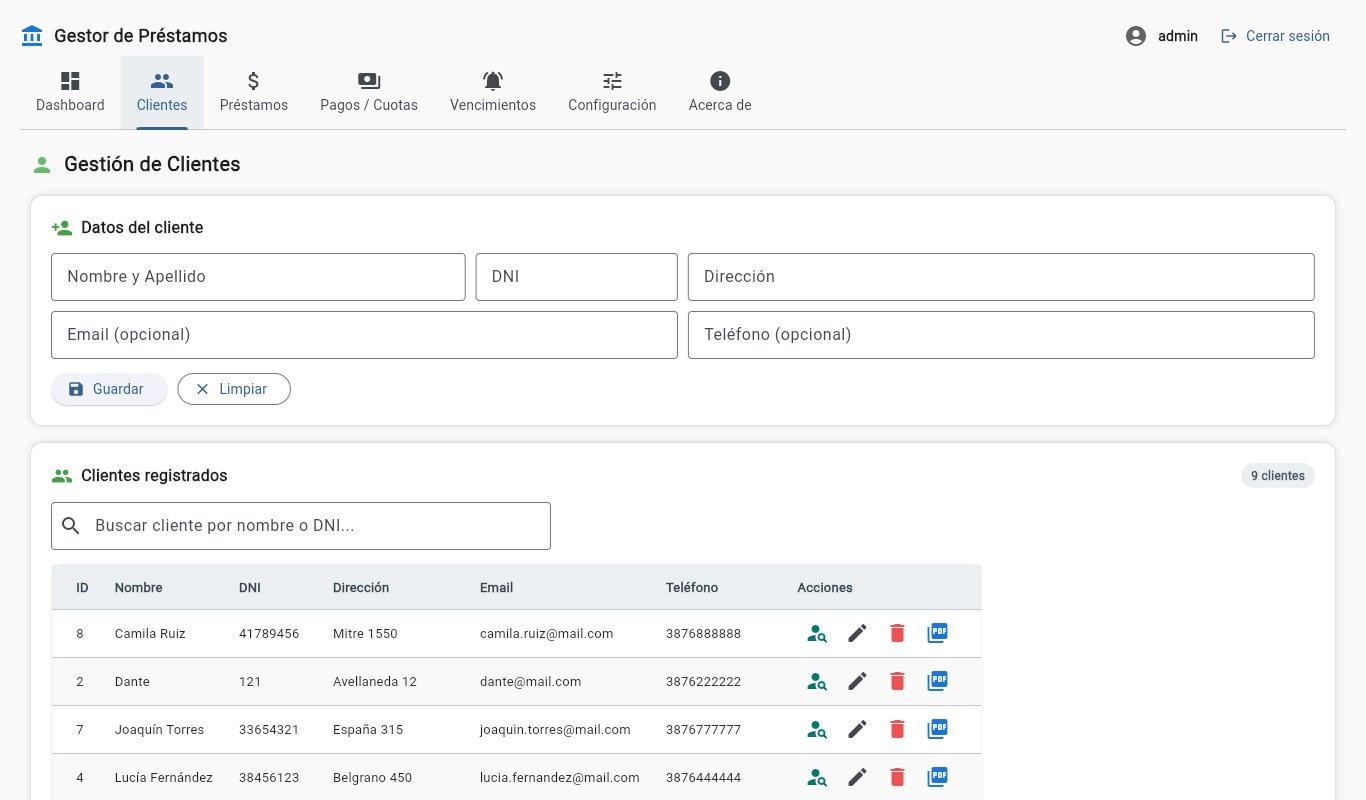 Gestor de Préstamos
admin
Cerrar sesión
Dashboard
Clientes
Préstamos
Pagos / Cuotas
Vencimientos
Configuración
Acerca de
Gestión de Clientes
Datos del cliente
Nombre y Apellido
DNI
Dirección
Email (opcional)
Teléfono (opcional)
Guardar
Limpiar
Clientes registrados
9 clientes
Buscar cliente por nombre o DNI...
ID Nombre DNI Dirección Email Teléfono Acciones
8 Camila Ruiz 41789456 Mitre 1550 camila.ruiz@mail.com 3876888888 PDF
2 Dante 121 Avellaneda 12 dante@mail.com 3876222222 PDF
7 Joaquín Torres 33654321 España 315 joaquin.torres@mail.com 3876777777 PDF
4 Lucía Fernández 38456123 Belgrano 450 lucia.fernandez@mail.com 3876444444 PDF